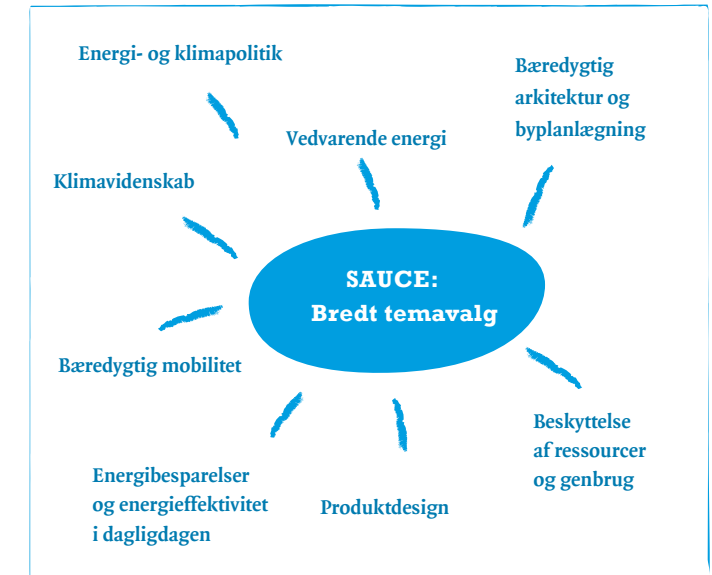 Energi- og klimapolitik
Bæredygtig
arkitektur og
byplanlægning
Vedvarende energi
Klimavidenskab
SAUCE:
Bredt temavalg
Bæredygtig mobilitet
Beskyttelse
af ressourcer
og genbrug
Energibesparelser
og energieffektivitet
i dagligdagen
Produktdesign